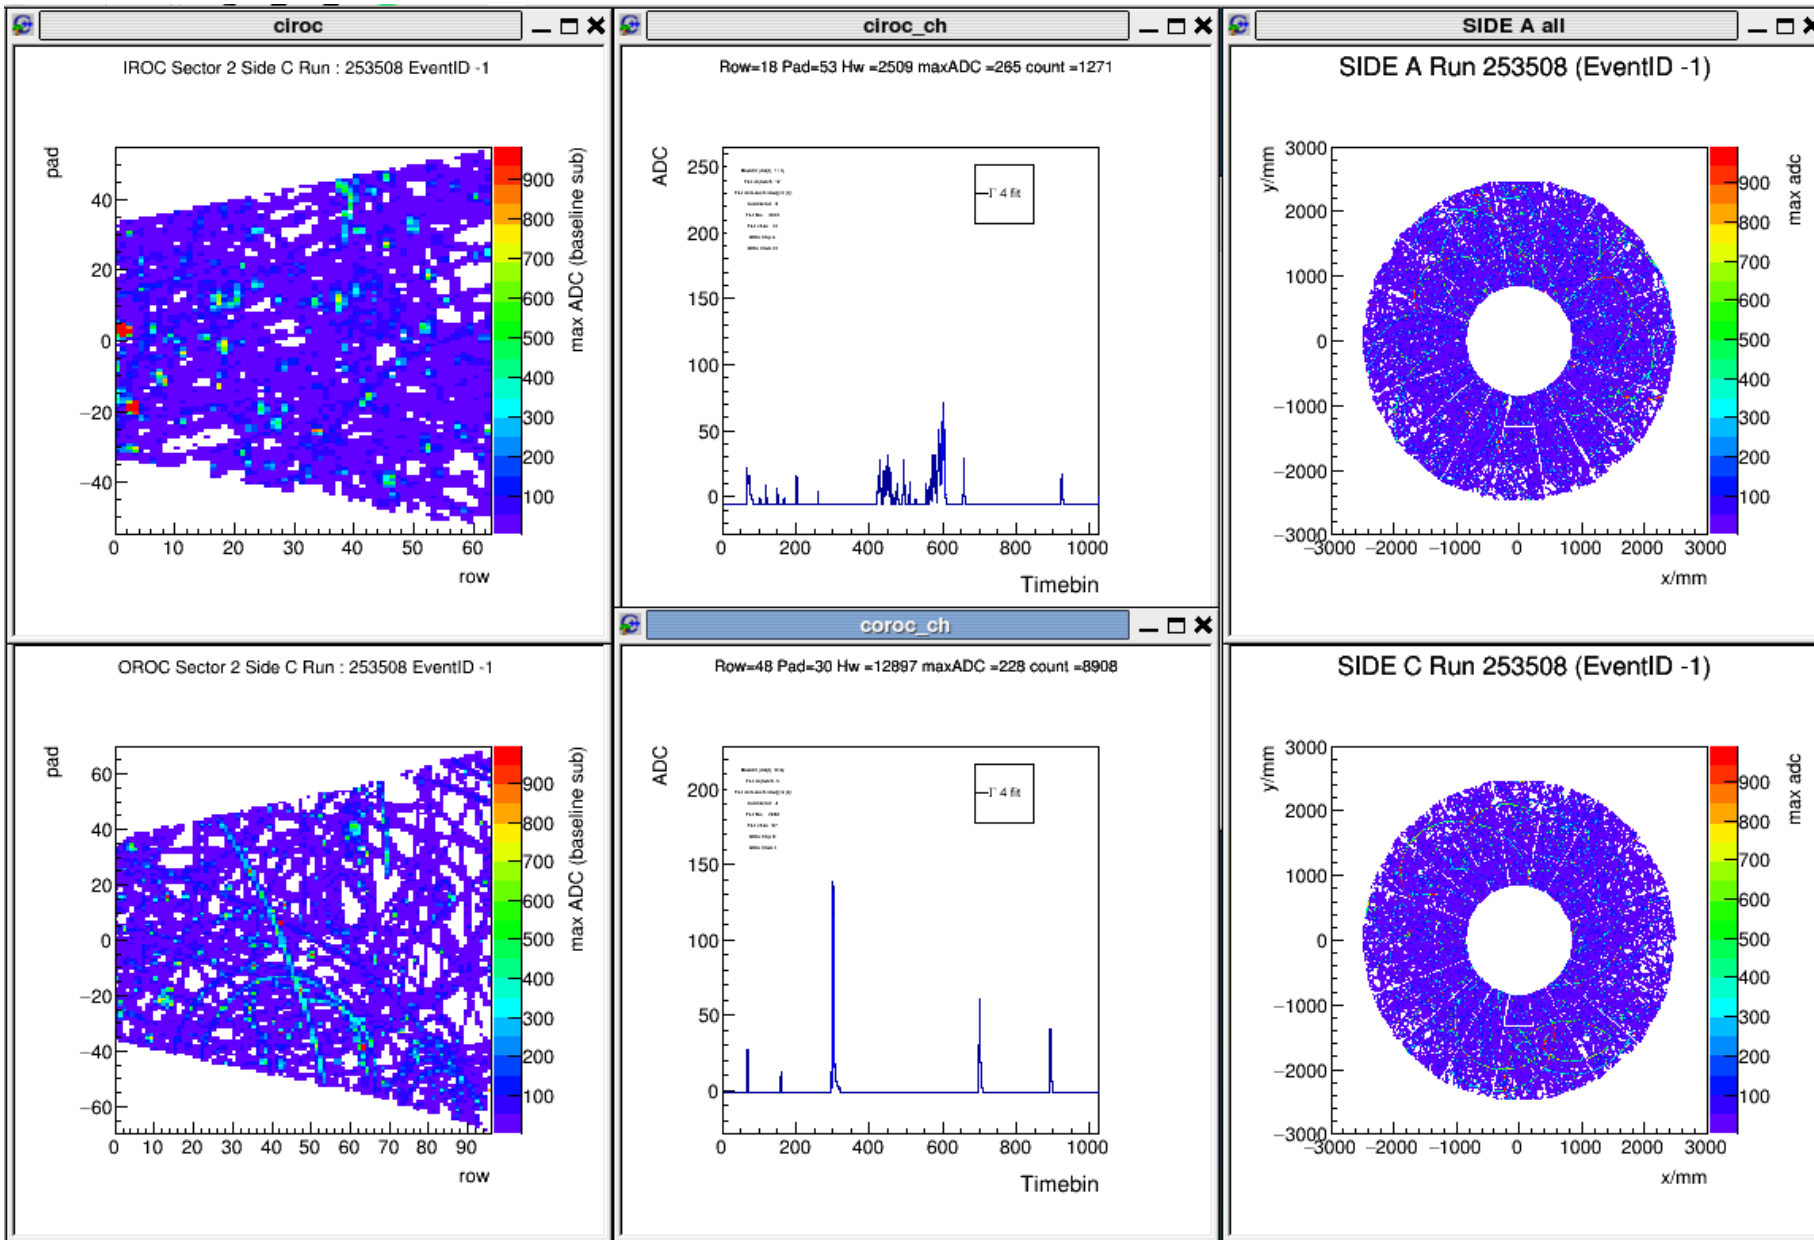 ciroc
IROC Sector 2 Side C Run : 253508 EventID -1
pad
40
20
0
−20
−40
0 10 20 30 40 50 60
row
900
800
700
600
500
400
300
200
100
max ADC (baseline sub)
ciroc_ch
Row=18 Pad=53 Hw =2509 maxADC =265 count =1271
ADC
250
200
150
100
50
0
0 200 400 600 800 1000
Timebin
Γ 4 fit
SIDE A all
SIDE A Run 253508 (EventID -1)
y/mm
3000
2000
1000
0
−1000
−2000
−3000
−3000 −2000 −1000 0 1000 2000 3000
x/mm
900
800
700
600
500
400
300
200
100
max adc
OROC Sector 2 Side C Run : 253508 EventID -1
pad
60
40
20
0
−20
−40
−60
0 10 20 30 40 50 60 70 80 90
row
900
800
700
600
500
400
300
200
100
max ADC (baseline sub)
coroc_ch
Row=48 Pad=30 Hw =12897 maxADC =228 count =8908
ADC
200
150
100
50
0
0 200 400 600 800 1000
Timebin
Γ 4 fit
SIDE C Run 253508 (EventID -1)
y/mm
3000
2000
1000
0
−1000
−2000
−3000
−3000 −2000 −1000 0 1000 2000 3000
x/mm
900
800
700
600
500
400
300
200
100
max adc